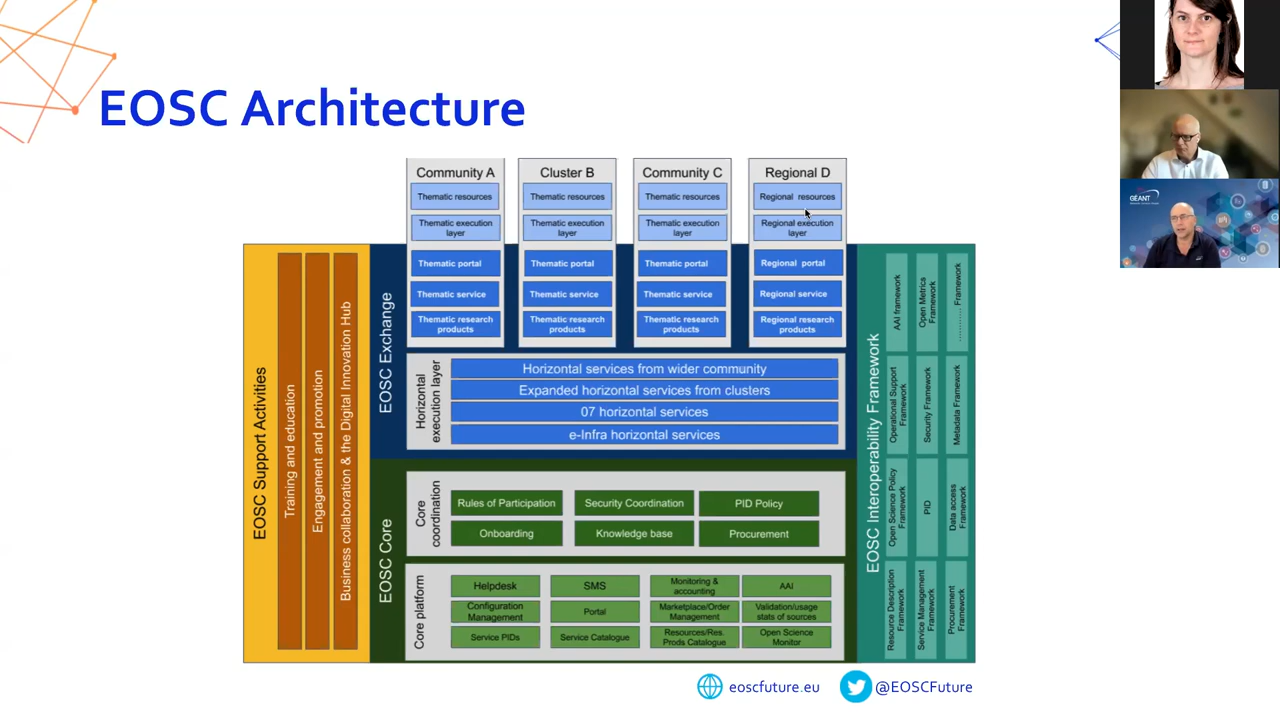 EOSC Architecture
GÉANT
Community A
Thematic resources
Thematic execution
layer
Thematic portal
Thematic service
Thematic research
products
Cluster B
Thematic resources
Thematic execution
layer
Thematic portal
Thematic service
Thematic research
products
Community C
Thematic resources
Thematic execution
layer
Thematic portal
Thematic service
Thematic research
products
Regional D
Regional resources
Regional execution
layer
Regional portal
Regional service
Regional research
products
EOSC Support Activities
Training and education
Engagement and promotion
Business collaboration & the Digital Innovation Hub
EOSC Exchange
Horizontal
execution layer
Horizontal services from wider community
Expanded horizontal services from clusters
07 horizontal services
e-Infra horizontal services
EOSC Core
Core
coordination
Rules of Participation
Security Coordination
PID Policy
Onboarding
Knowledge base
Procurement
Core platform
Helpdesk
SMS
Monitoring &
accounting
AAI
Configuration
Management
Portal
Marketplace/Order
Management
Validation/usage
stats of sources
Service PIDs
Service Catalogue
Resources/Res.
Prods Catalogue
Open Science
Monitor
EOSC Interoperability Framework
AAI framework
Open Metrics
Framework
.......... Framework
Operational Support
Framework
Security Framework
Metadata Framework
Open Science Policy
Framework
PID
Data access
Framework
Resource Description
Framework
Service Management
Framework
Procurement
Framework
eoscfuture.eu
@EOSCFuture